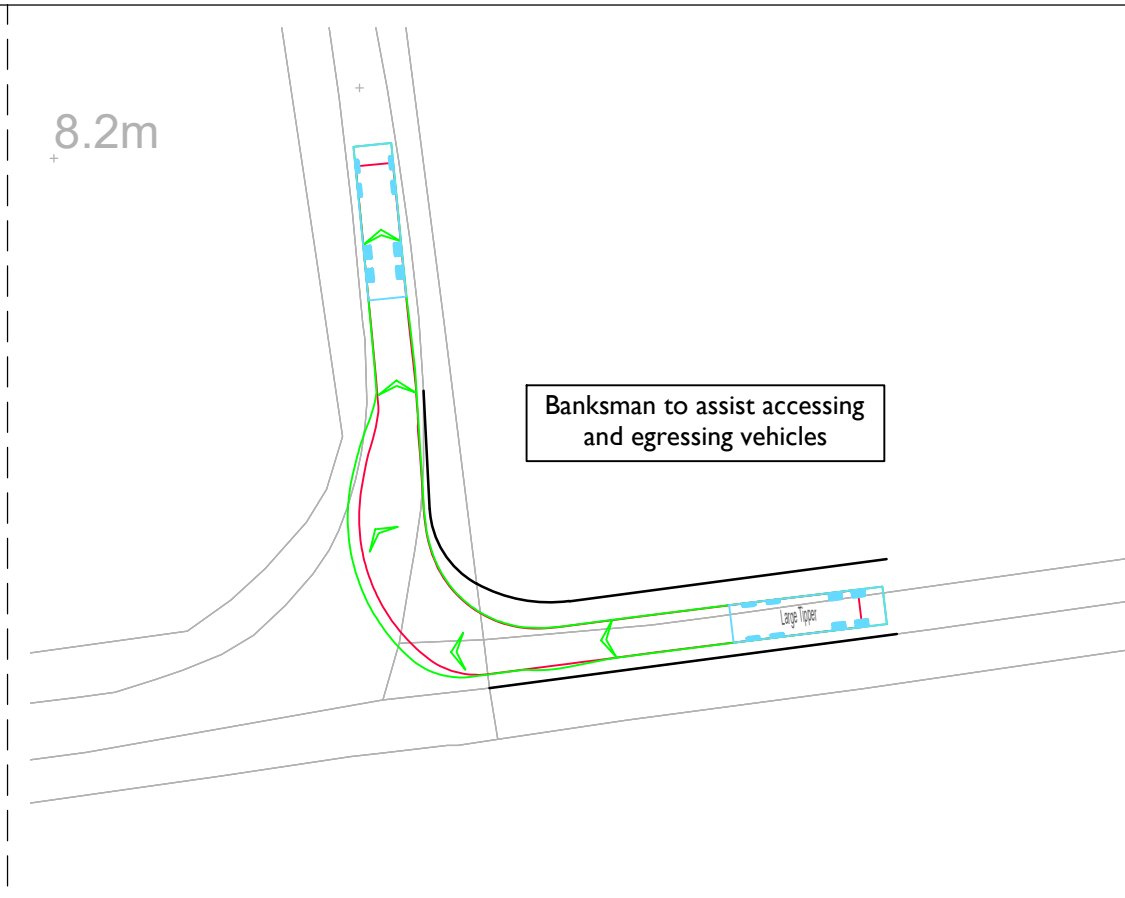 8.2m
Banksman to assist accessing
and egressing vehicles
Large Tipper